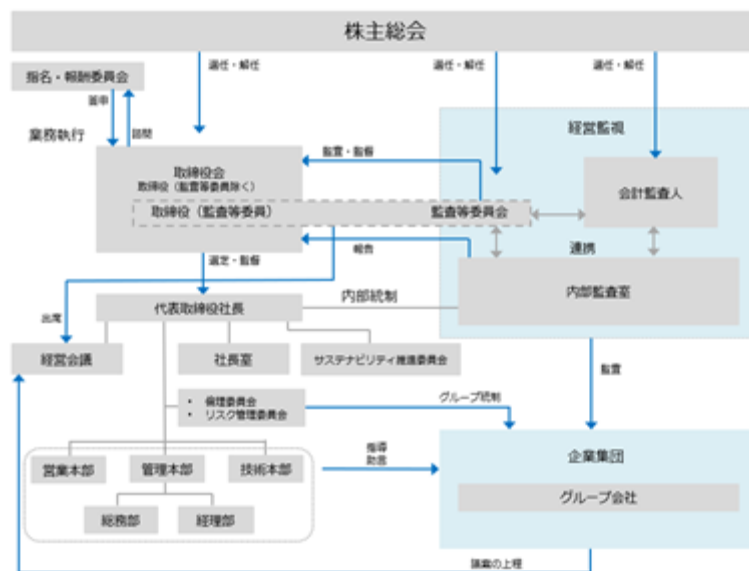 株主総会
選任・解任
選任・解任
選任・解任
指名・報酬委員会
答申
諮問
業務執行
経営監視
取締役会
取締役（監査等委員除く）
監査・監督
会計監査人
取締役（監査等委員）
監査等委員会
報告
連携
選定・監督
内部監査室
代表取締役社長
内部統制
出席
経営会議
社長室
サステナビリティ推進委員会
監査
• 倫理委員会
• リスク管理委員会
グループ統制
営業本部
管理本部
技術本部
指導
助言
企業集団
グループ会社
総務部
経理部
議案の上程